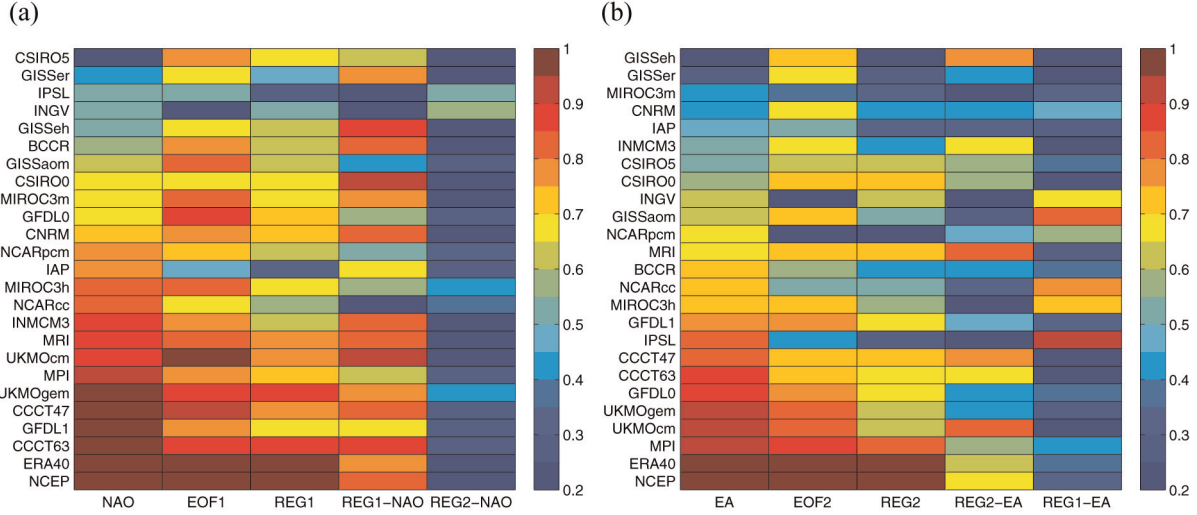 (a)
CSIRO5
GISSer
IPSL
INGV
GISSeh
BCCR
GISSaom
CSIRO0
MIROC3m
GFDL0
CNRM
NCARpcm
IAP
MIROC3h
NCARcc
INMCM3
MRI
UKMOcm
MPI
UKMOgem
CCCT47
GFDL1
CCCT63
ERA40
NCEP
NAO EOF1 REG1 REG1−NAO REG2−NAO
1
0.9
0.8
0.7
0.6
0.5
0.4
0.3
0.2
(b)
GISSeh
GISSer
MIROC3m
CNRM
IAP
INMCM3
CSIRO5
CSIRO0
INGV
GISSaom
NCARpcm
MRI
BCCR
NCARcc
MIROC3h
GFDL1
IPSL
CCCT47
CCCT63
GFDL0
UKMOgem
UKMOcm
MPI
ERA40
NCEP
EA EOF2 REG2 REG2−EA REG1−EA
1
0.9
0.8
0.7
0.6
0.5
0.4
0.3
0.2